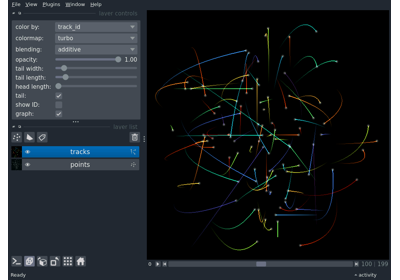 File View Plugins Window Help
layer controls
color by: track_id
colormap: turbo
blending: additive
opacity: 1.00
tail width:
tail length:
head length:
tail:
show ID:
graph:
layer list
tracks
points
0 100 199
Ready activity